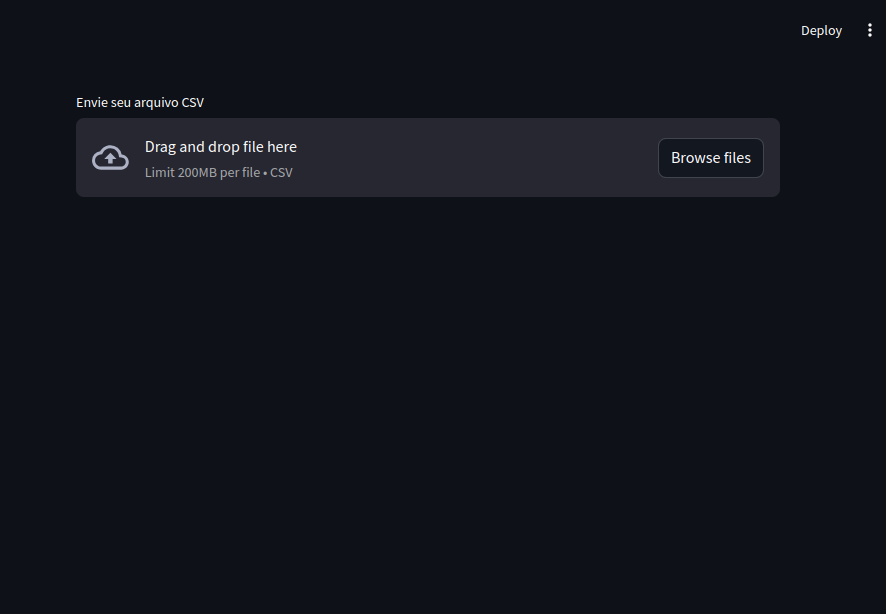 Deploy
Envie seu arquivo CSV
Drag and drop file here
Limit 200MB per file • CSV
Browse files